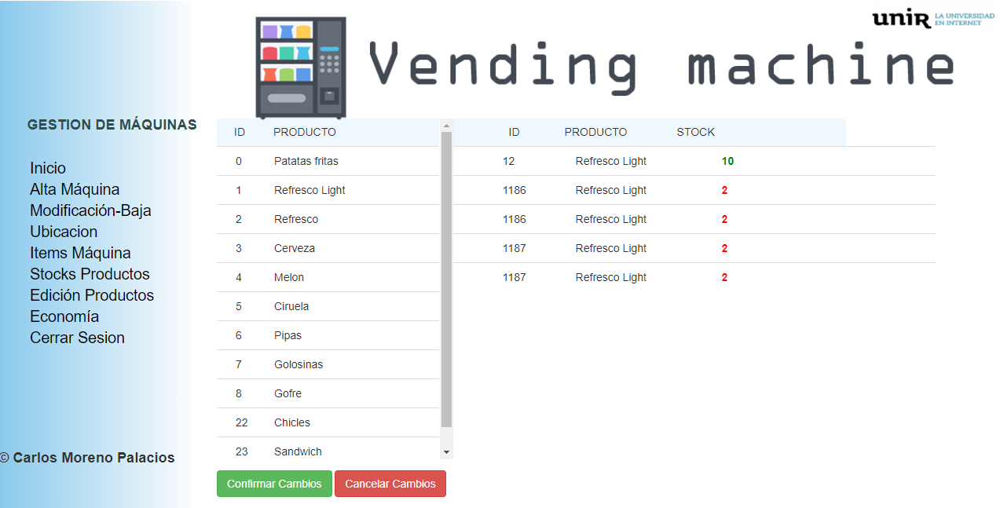 unir LA UNIVERSIDAD
EN INTERNET
Vending machine
GESTION DE MÁQUINAS
Inicio
Alta Máquina
Modificación-Baja
Ubicacion
Items Máquina
Stocks Productos
Edición Productos
Economía
Cerrar Sesion
© Carlos Moreno Palacios
ID PRODUCTO
0 Patatas fritas
1 Refresco Light
2 Refresco
3 Cerveza
4 Melon
5 Ciruela
6 Pipas
7 Golosinas
8 Gofre
22 Chicles
23 Sandwich
ID PRODUCTO STOCK
12 Refresco Light 10
1186 Refresco Light 2
1186 Refresco Light 2
1187 Refresco Light 2
1187 Refresco Light 2
Confirmar Cambios Cancelar Cambios